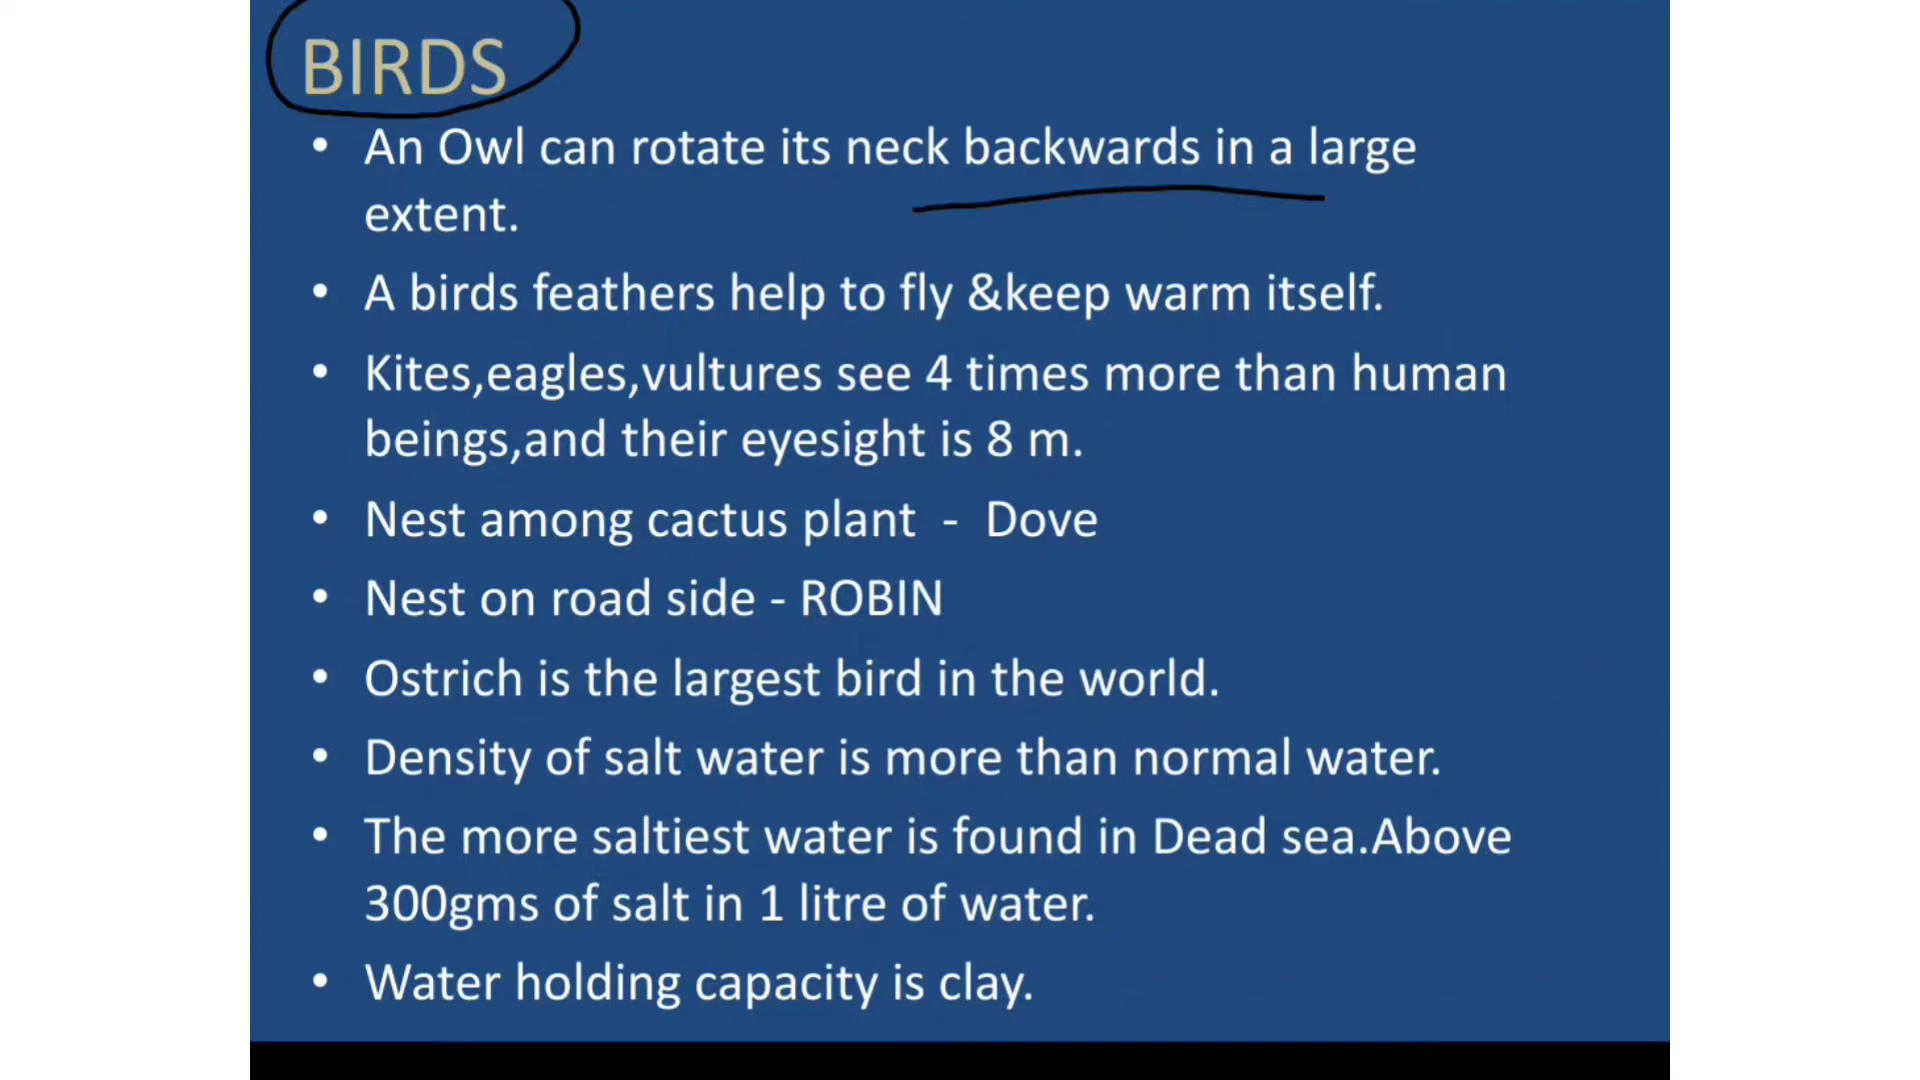 BIRDS
• An Owl can rotate its neck backwards in a large
extent.
• A birds feathers help to fly &keep warm itself.
• Kites,eagles,vultures see 4 times more than human
beings,and their eyesight is 8 m.
• Nest among cactus plant - Dove
• Nest on road side - ROBIN
• Ostrich is the largest bird in the world.
• Density of salt water is more than normal water.
• The more saltiest water is found in Dead sea.Above
300gms of salt in 1 litre of water.
• Water holding capacity is clay.